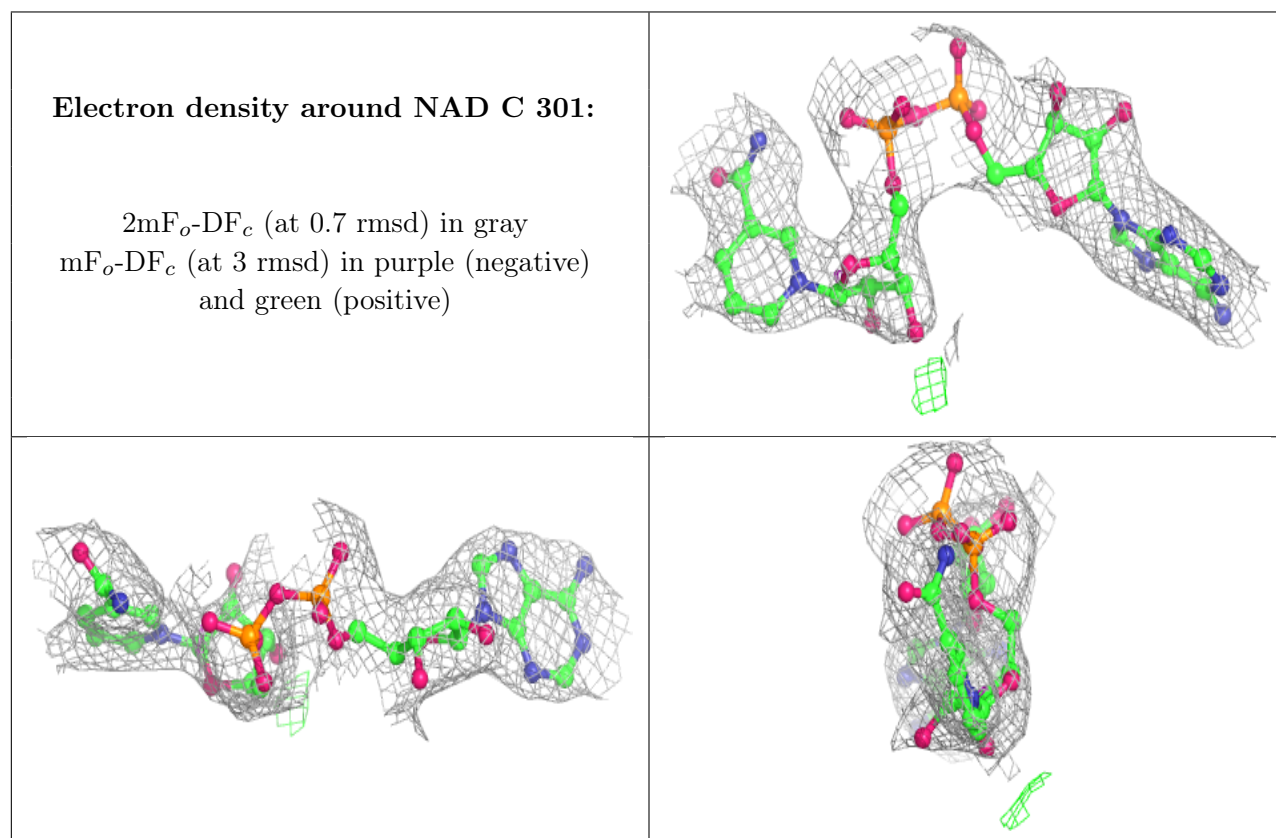 Electron density around NAD C 301:
2mFo-DFc (at 0.7 rmsd) in gray
mFo-DFc (at 3 rmsd) in purple (negative)
and green (positive)